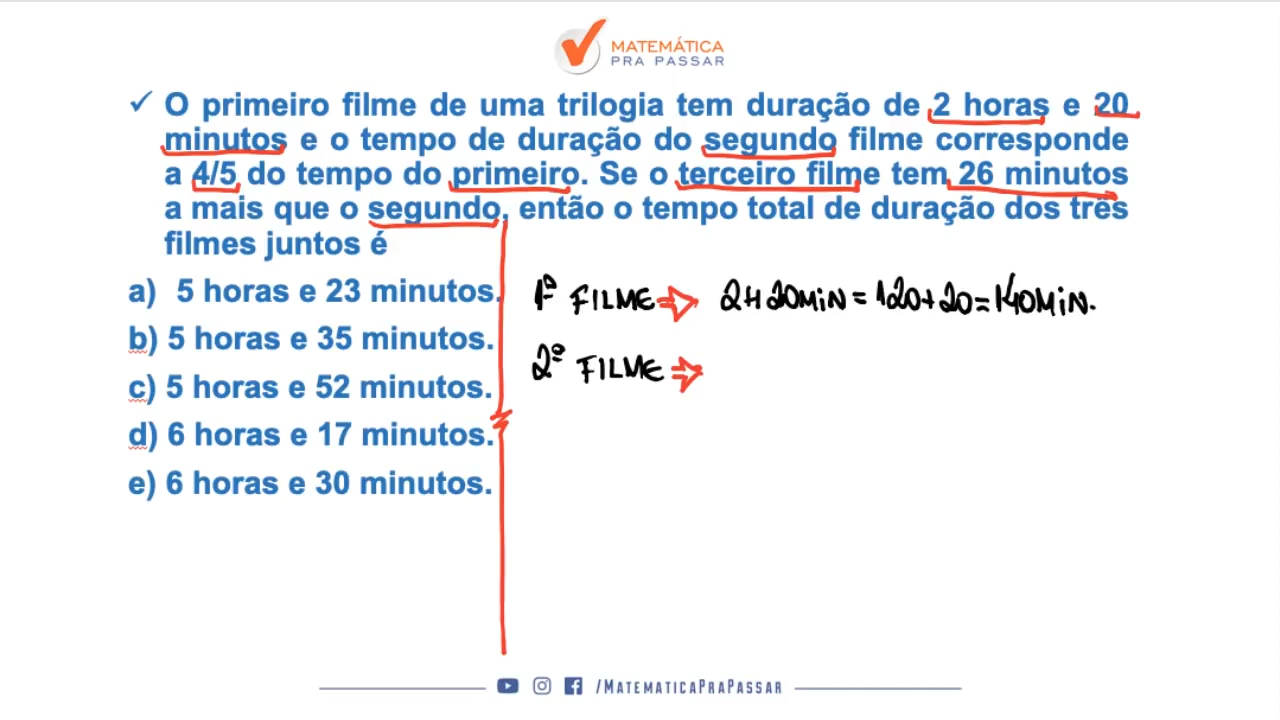 MATEMÁTICA
PRA PASSAR
✓ O primeiro filme de uma trilogia tem duração de 2 horas e 20
minutos e o tempo de duração do segundo filme corresponde
a 4/5 do tempo do primeiro. Se o terceiro filme tem 26 minutos
a mais que o segundo, então o tempo total de duração dos três
filmes juntos é
a) 5 horas e 23 minutos.
b) 5 horas e 35 minutos.
c) 5 horas e 52 minutos.
d) 6 horas e 17 minutos.
e) 6 horas e 30 minutos.
1º FILME ⇒ 2H20MIN = 120+20 = 140MIN.
2º FILME ⇒
/MATEMATICAPRAPASSAR